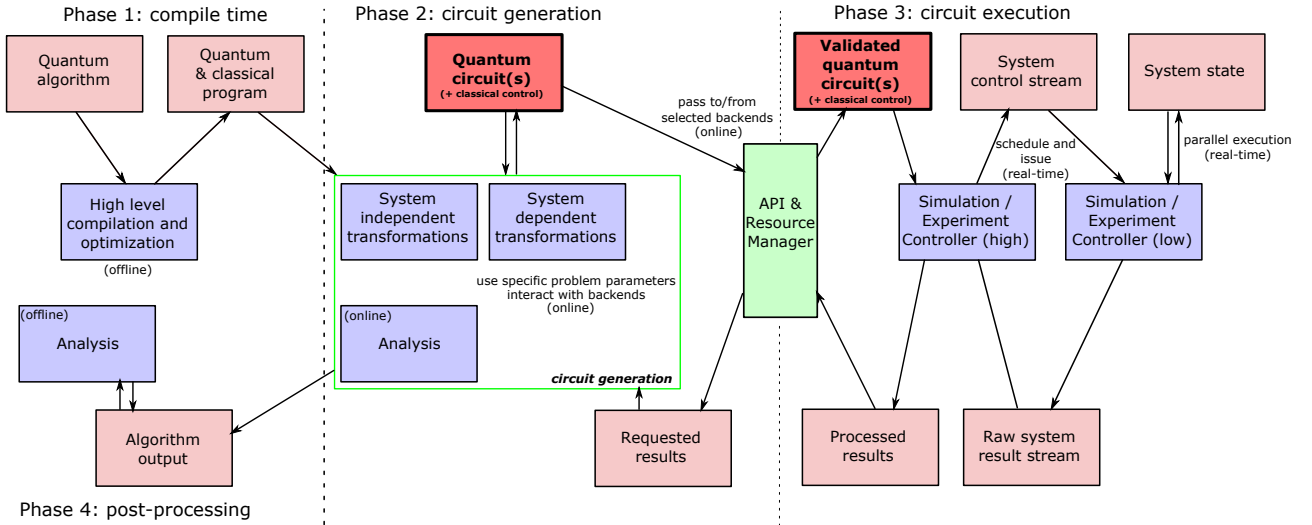 Phase 1: compile time
Phase 2: circuit generation
Phase 3: circuit execution
Quantum
algorithm
Quantum
& classical
program
High level
compilation and
optimization
(offline)
(offline)
Analysis
Algorithm
output
Phase 4: post-processing
Quantum
circuit(s)
(+ classical control)
pass to/from
selected backends
(online)
System
independent
transformations
System
dependent
transformations
use specific problem parameters
interact with backends
(online)
(online)
Analysis
circuit generation
Requested
results
API &
Resource
Manager
Validated
quantum
circuit(s)
(+ classical control)
System
control stream
System state
schedule and
issue
(real-time)
parallel execution
(real-time)
Simulation /
Experiment
Controller (high)
Simulation /
Experiment
Controller (low)
Processed
results
Raw system
result stream